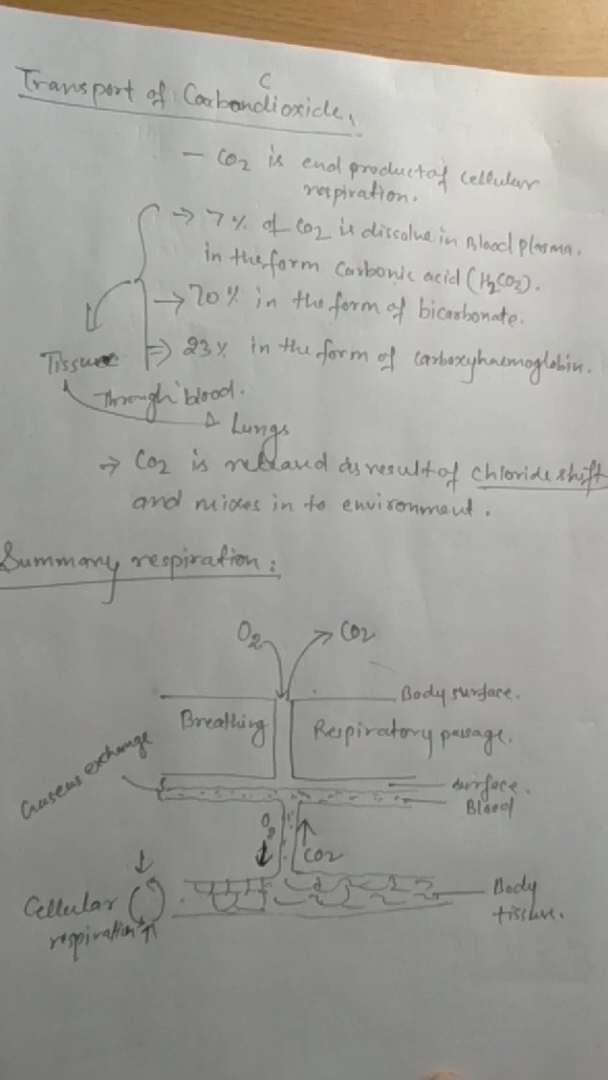 C
Transport of Carbondioxide,
- CO2 is end product of cellular
respiration.
→ 7% of CO2 is dissolve in Blood plasma.
in the form Carbonic acid (H2CO3).
→ 70% in the form of bicarbonate.
Tissue ⇒ 23% in the form of carboxyhaemoglobin.
Through blood.
Lungs
→ CO2 is as result of chloride shift
and mixes in to environment.
Summary respiration:
O2 CO2
Body surface.
Breathing Respiratory passage.
exchange
surface.
Blood
O2
CO2
Cellular
respiration
Body
tissure.